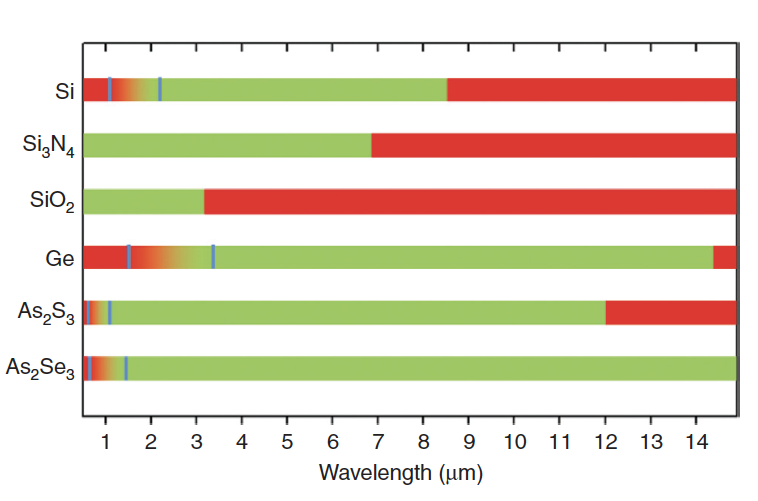 Si
Si₃N₄
SiO₂
Ge
As₂S₃
As₂Se₃
1 2 3 4 5 6 7 8 9 10 11 12 13 14
Wavelength (μm)